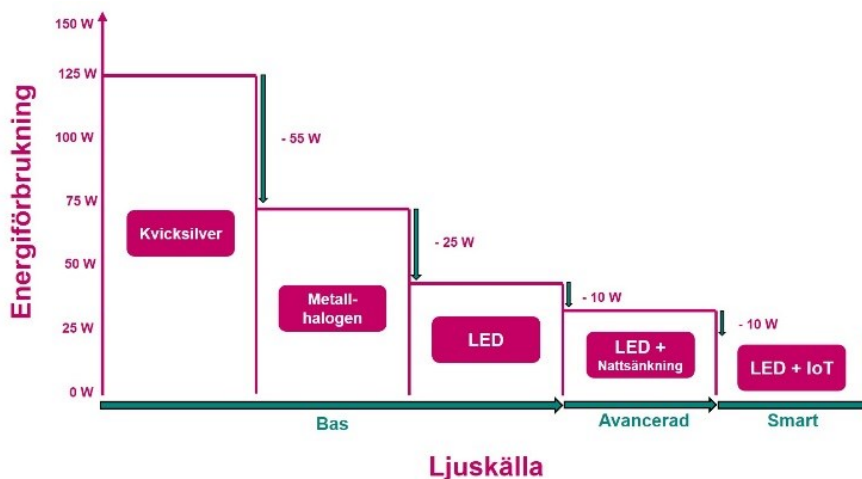 150 W
125 W
100 W
75 W
50 W
25 W
0 W
Energiförbrukning
- 55 W
- 25 W
- 10 W
- 10 W
Kvicksilver
Metall-
halogen
LED
LED +
Nattsänkning
LED + IoT
Bas
Avancerad
Smart
Ljuskälla